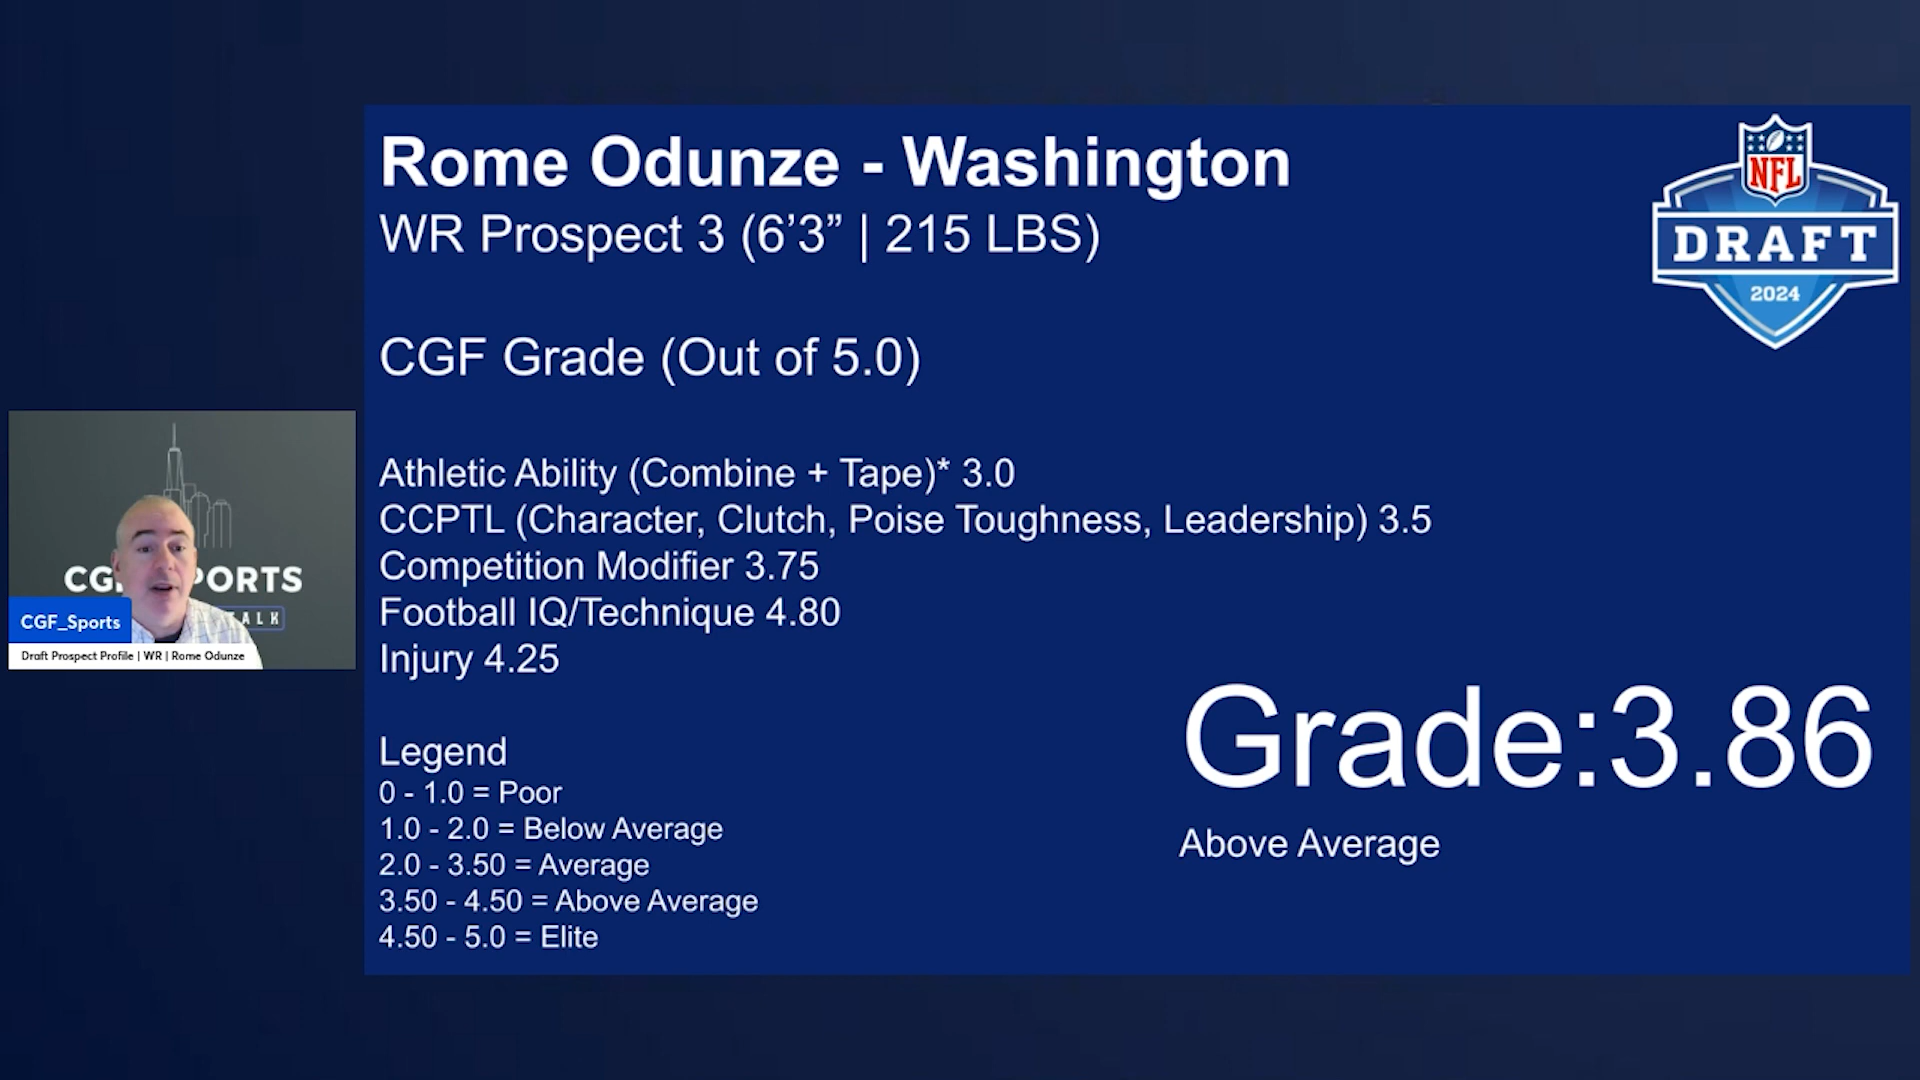 Rome Odunze - Washington
WR Prospect 3 (6’3” | 215 LBS)
NFL
DRAFT
2024
CGF Grade (Out of 5.0)
Athletic Ability (Combine + Tape)* 3.0
CCPTL (Character, Clutch, Poise Toughness, Leadership) 3.5
Competition Modifier 3.75
Football IQ/Technique 4.80
Injury 4.25
CGF_Sports
Draft Prospect Profile | WR | Rome Odunze
Grade:3.86
Above Average
Legend
0 - 1.0 = Poor
1.0 - 2.0 = Below Average
2.0 - 3.50 = Average
3.50 - 4.50 = Above Average
4.50 - 5.0 = Elite